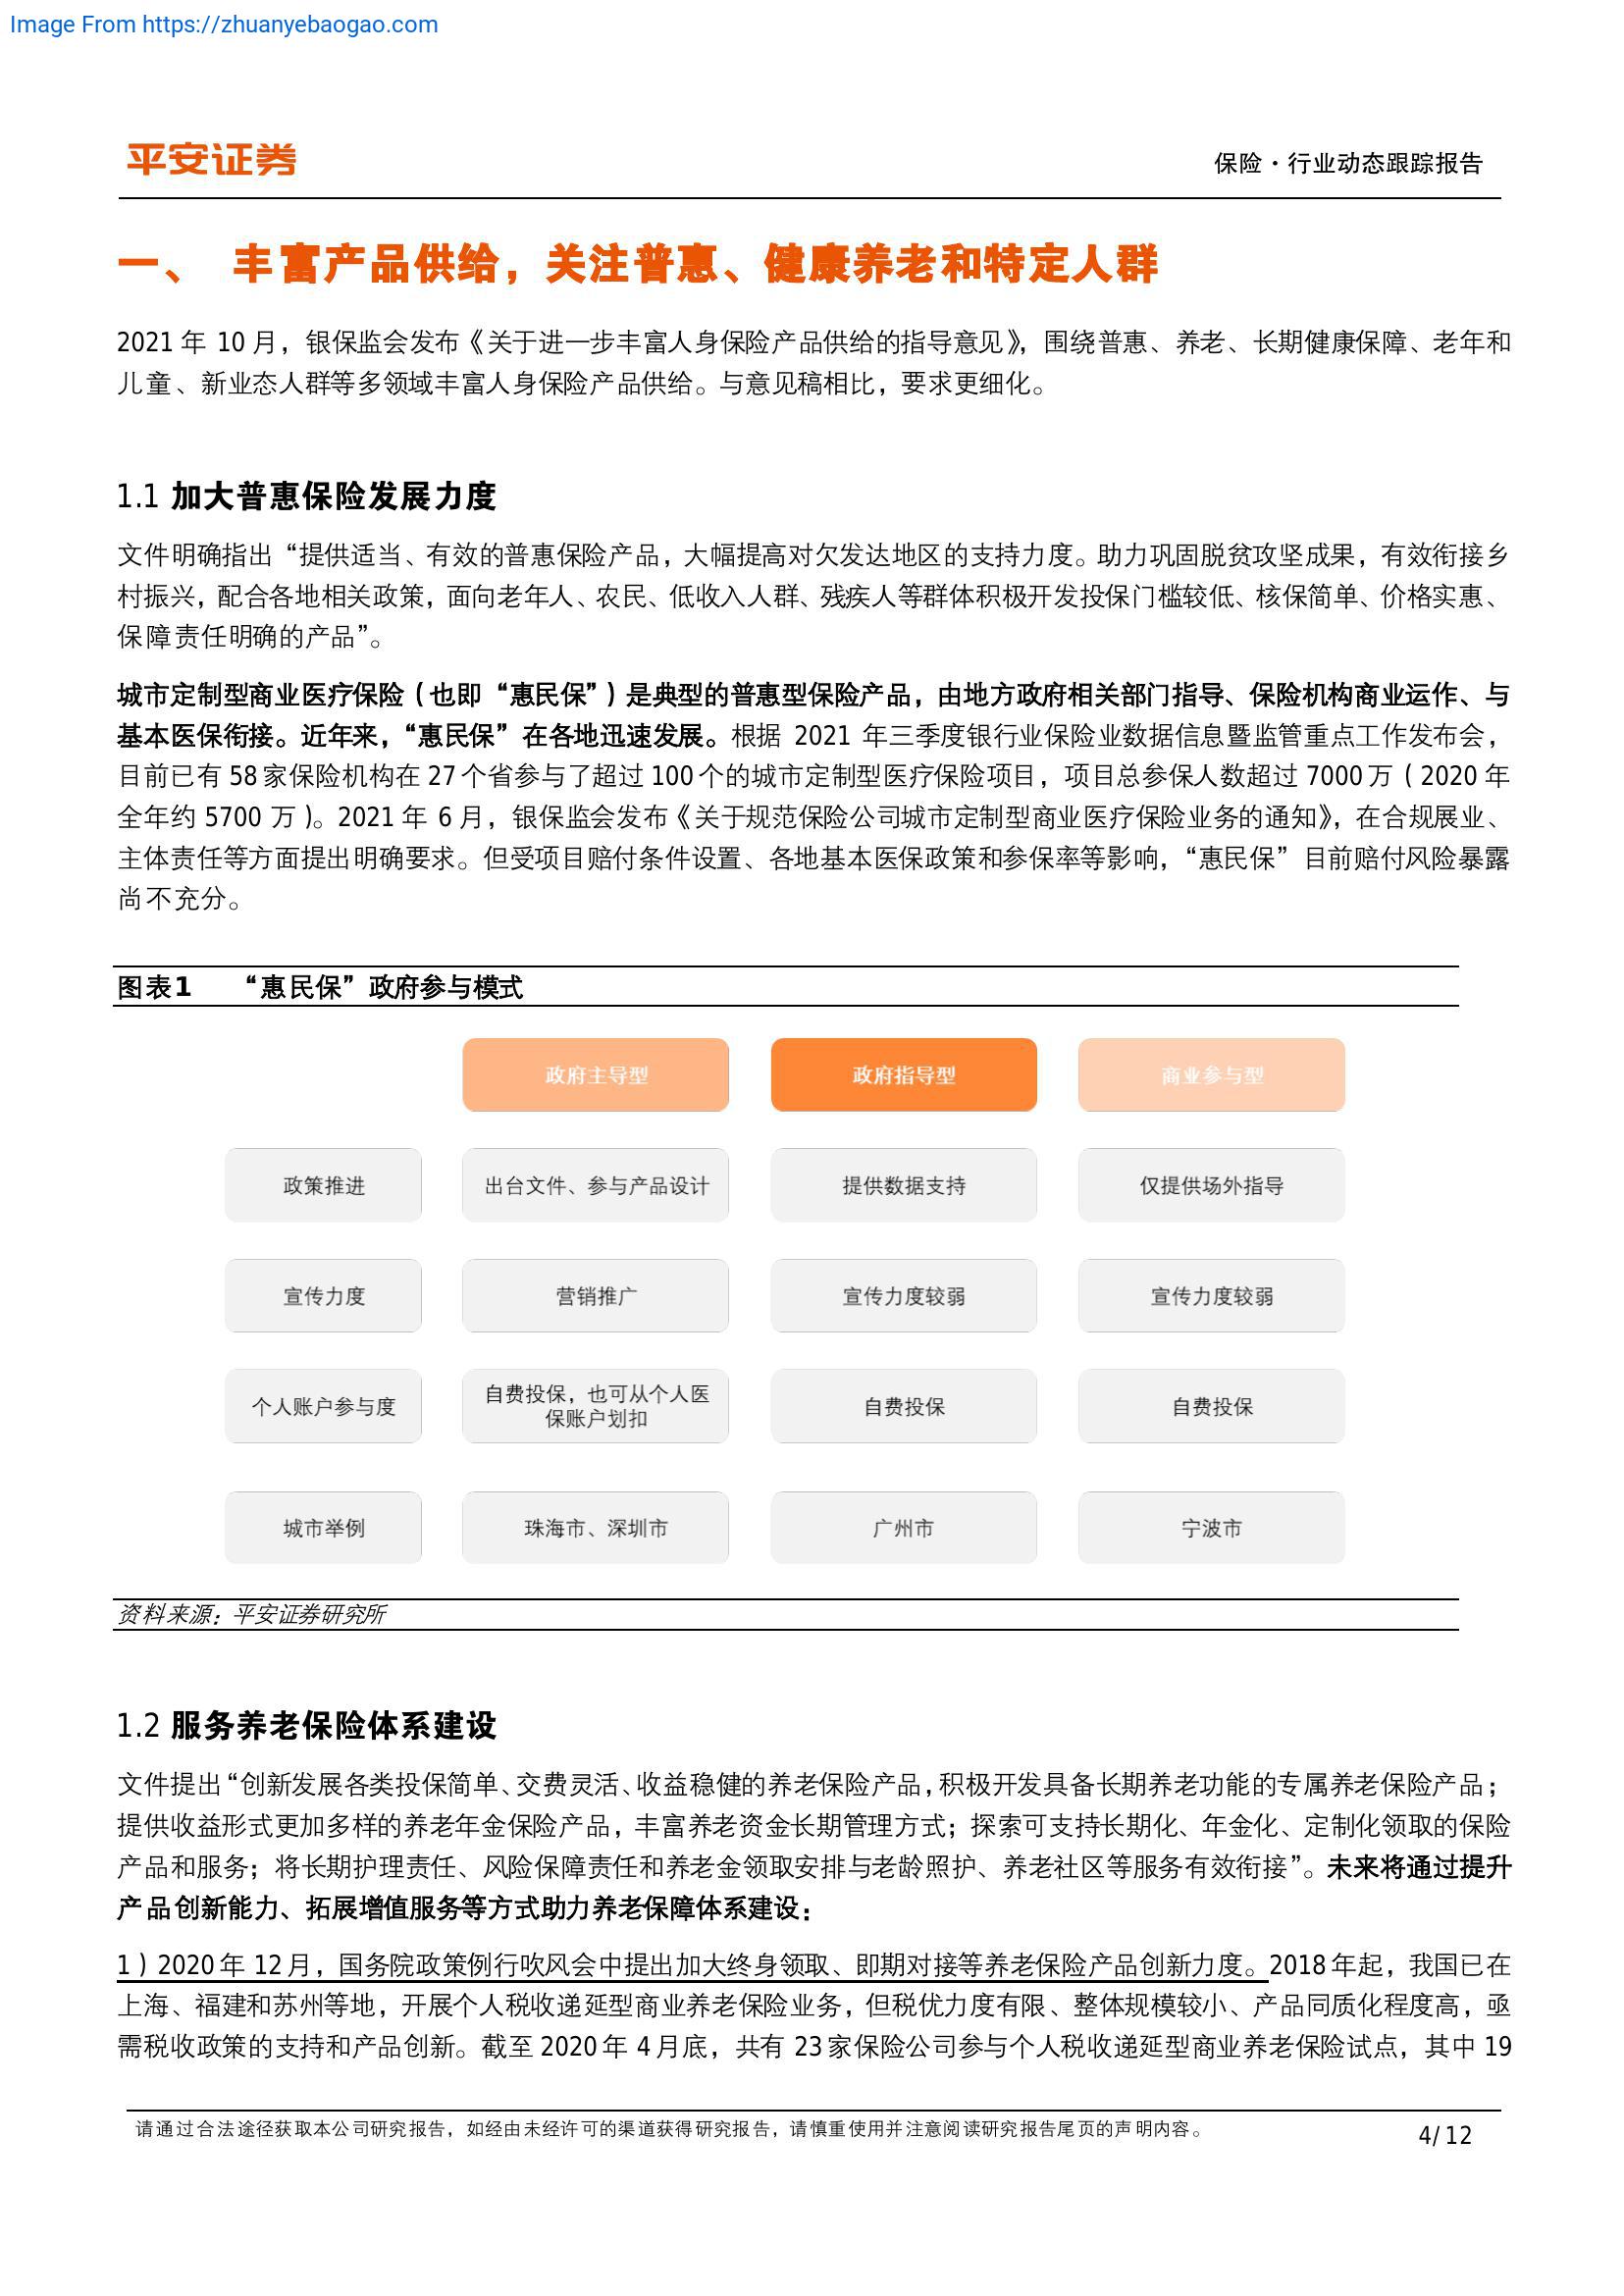 Image From https://zhuanyebaogao.com
平安证券
保险·行业动态跟踪报告
一、 丰富产品供给，关注普惠、健康养老和特定人群
2021 年 10 月，银保监会发布《关于进一步丰富人身保险产品供给的指导意见》，围绕普惠、养老、长期健康保障、老年和
儿童、新业态人群等多领域丰富人身保险产品供给。与意见稿相比，要求更细化。
1.1 加大普惠保险发展力度
文件明确指出“提供适当、有效的普惠保险产品，大幅提高对欠发达地区的支持力度。助力巩固脱贫攻坚成果，有效衔接乡
村振兴，配合各地相关政策，面向老年人、农民、低收入人群、残疾人等群体积极开发投保门槛较低、核保简单、价格实惠、
保障责任明确的产品”。
城市定制型商业医疗保险（也即“惠民保”）是典型的普惠型保险产品，由地方政府相关部门指导、保险机构商业运作、与
基本医保衔接。近年来，“惠民保”在各地迅速发展。根据 2021 年三季度银行业保险业数据信息暨监管重点工作发布会，
目前已有 58 家保险机构在 27 个省参与了超过 100 个的城市定制型医疗保险项目，项目总参保人数超过 7000 万（2020 年
全年约 5700 万）。2021 年 6 月，银保监会发布《关于规范保险公司城市定制型商业医疗保险业务的通知》，在合规展业、
主体责任等方面提出明确要求。但受项目赔付条件设置、各地基本医保政策和参保率等影响，“惠民保”目前赔付风险暴露
尚不充分。
图表1 “惠民保”政府参与模式
政府主导型 政府指导型 商业参与型
政策推进 出台文件、参与产品设计 提供数据支持 仅提供场外指导
宣传力度 营销推广 宣传力度较弱 宣传力度较弱
个人账户参与度 自费投保，也可从个人医
保账户划扣 自费投保 自费投保
城市举例 珠海市、深圳市 广州市 宁波市
资料来源：平安证券研究所
1.2 服务养老保险体系建设
文件提出“创新发展各类投保简单、交费灵活、收益稳健的养老保险产品，积极开发具备长期养老功能的专属养老保险产品；
提供收益形式更加多样的养老年金保险产品，丰富养老资金长期管理方式；探索可支持长期化、年金化、定制化领取的保险
产品和服务；将长期护理责任、风险保障责任和养老金领取安排与老龄照护、养老社区等服务有效衔接”。未来将通过提升
产品创新能力、拓展增值服务等方式助力养老保障体系建设：
1）2020 年 12 月，国务院政策例行吹风会中提出加大终身领取、即期对接等养老保险产品创新力度。2018 年起，我国已在
上海、福建和苏州等地，开展个人税收递延型商业养老保险业务，但税优力度有限、整体规模较小、产品同质化程度高，亟
需税收政策的支持和产品创新。截至 2020 年 4 月底，共有 23 家保险公司参与个人税收递延型商业养老保险试点，其中 19
请通过合法途径获取本公司研究报告，如经由未经许可的渠道获得研究报告，请慎重使用并注意阅读研究报告尾页的声明内容。
4/ 12